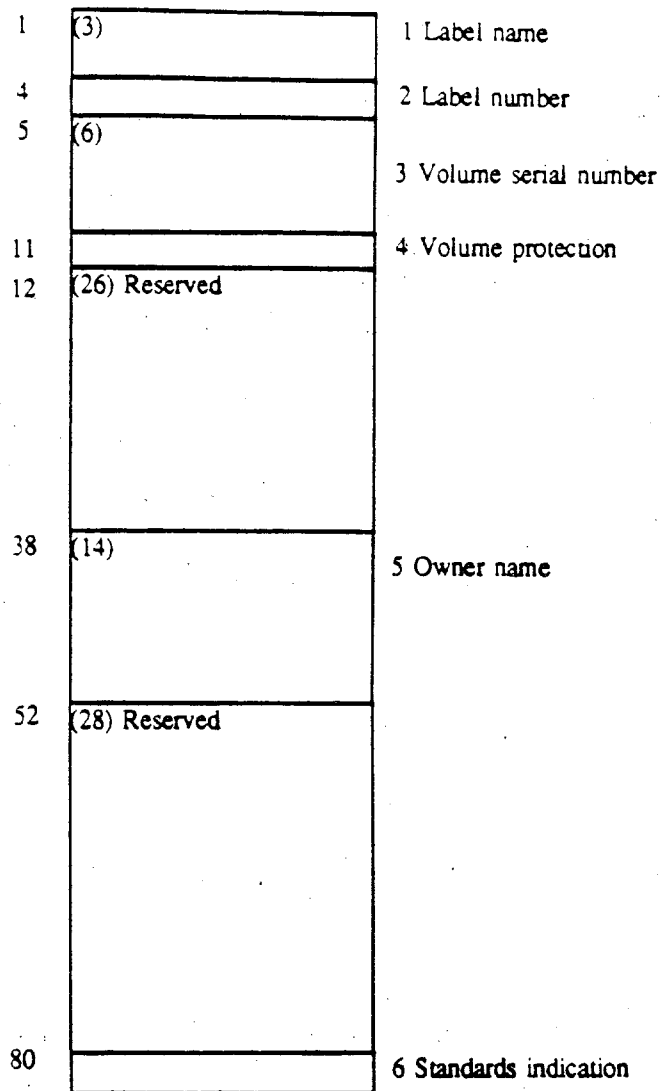 1 (3) 1 Label name
4 2 Label number
5 (6)
3 Volume serial number
11 4 Volume protection
12 (26) Reserved
38 (14)
5 Owner name
52 (28) Reserved
80 6 Standards indication